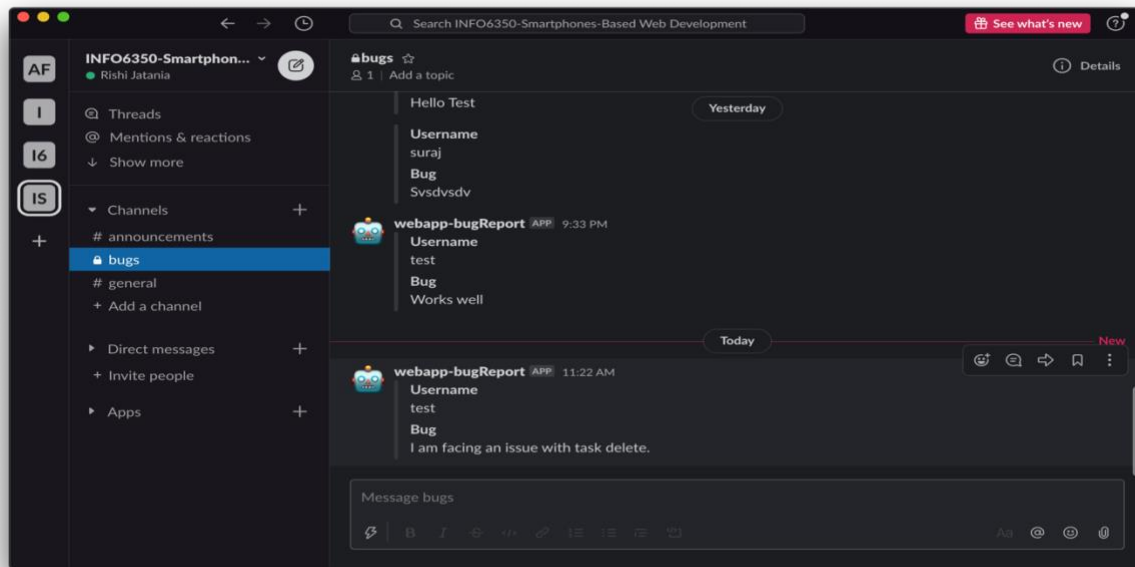 Search INFO6350-Smartphones-Based Web Development
See what's new
AF
I
I6
IS
INFO6350-Smartphon...
Rishi Jatania
Threads
Mentions & reactions
Show more
Channels
# announcements
bugs
# general
+ Add a channel
Direct messages
+ Invite people
Apps
bugs
1 | Add a topic
Details
Hello Test
Yesterday
Username
suraj
Bug
Svsdvsdv
webapp-bugReport APP 9:33 PM
Username
test
Bug
Works well
Today
New
webapp-bugReport APP 11:22 AM
Username
test
Bug
I am facing an issue with task delete.
Message bugs
B I S Aa @